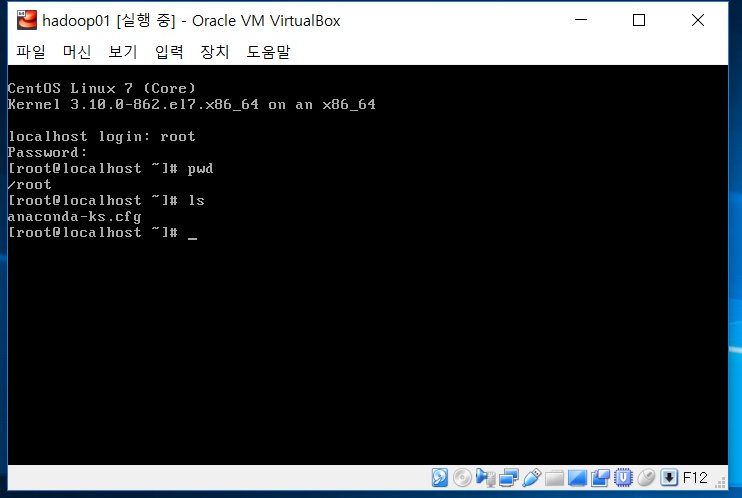 hadoop01 [실행 중] - Oracle VM VirtualBox
파일 머신 보기 입력 장치 도움말
CentOS Linux 7 (Core)
Kernel 3.10.0-862.el7.x86_64 on an x86_64
localhost login: root
Password:
[root@localhost ~]# pwd
/root
[root@localhost ~]# ls
anaconda-ks.cfg
[root@localhost ~]# _
F12